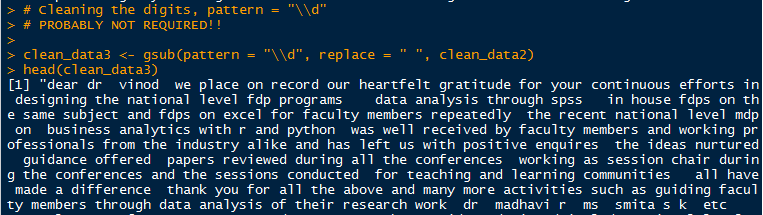 > # Cleaning the digits, pattern = "\\d"
> # PROBABLY NOT REQUIRED!!
>
> clean_data3 <- gsub(pattern = "\\d", replace = " ", clean_data2)
> head(clean_data3)
[1] "dear dr  vinod  we place on record our heartfelt gratitude for your continuous efforts in
 designing the national level fdp programs    data analysis through spss   in house fdps on th
e same subject and fdps on excel for faculty members repeatedly  the recent national level mdp
 on  business analytics with r and python  was well received by faculty members and working pr
ofessionals from the industry alike and has left us with positive enquires  the ideas nurtured
  guidance offered  papers reviewed during all the conferences  working as session chair durin
g the conferences and the sessions conducted  for teaching and learning communities   all have
 made a difference  thank you for all the above and many more activities such as guiding facul
ty members through data analysis of their research work  dr  madhavi r  ms  smita s k  etc